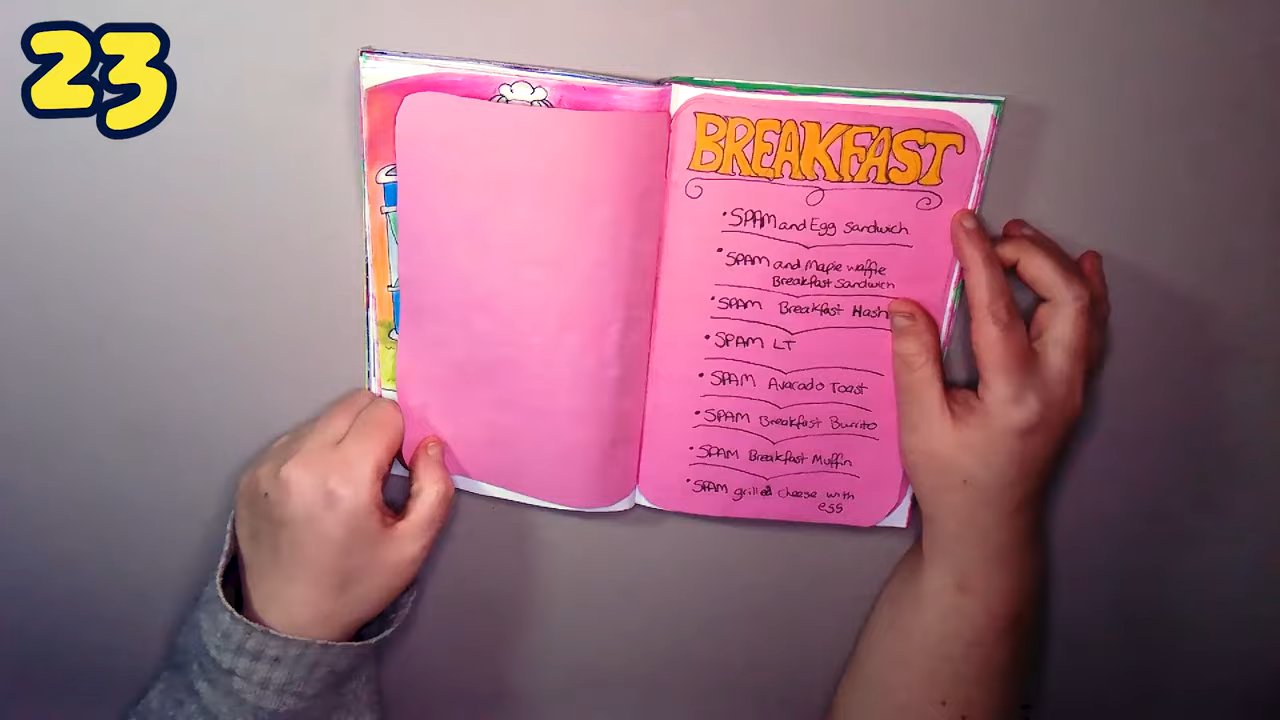 23
BREAKFAST
• SPAM and Egg Sandwich
• SPAM and Maple waffle
Breakfast Sandwich
• SPAM Breakfast Hash
• SPAM LT
• SPAM Avacado Toast
• SPAM Breakfast Burrito
• SPAM Breakfast Muffin
• SPAM grilled cheese with
egg